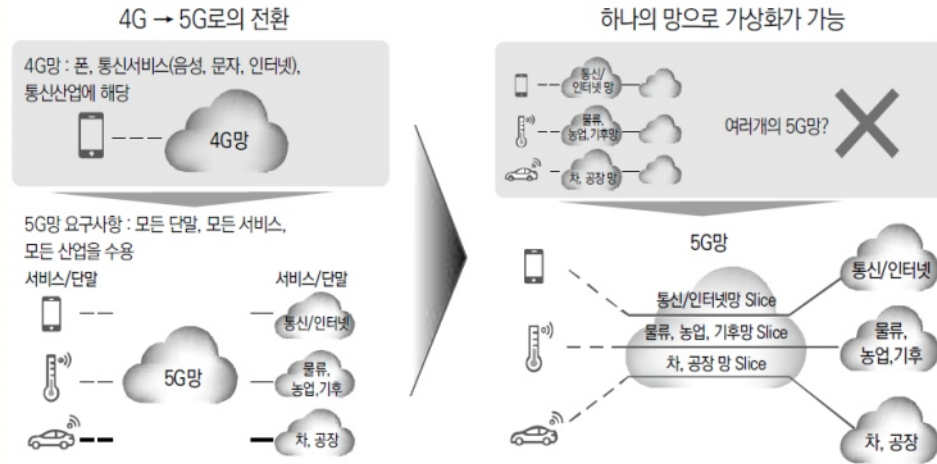 4G → 5G로의 전환
4G망 : 폰, 통신서비스(음성, 문자, 인터넷),
통신산업에 해당
4G망
5G망 요구사항 : 모든 단말, 모든 서비스,
모든 산업을 수용
서비스/단말
서비스/단말
5G망
통신/인터넷
물류,
농업,기후
차, 공장
하나의 망으로 가상화가 가능
통신/
인터넷 망
물류,
농업,기후망
차, 공장 망
여러개의 5G망?
5G망
통신/인터넷망 Slice
물류, 농업, 기후망 Slice
차, 공장 망 Slice
통신/인터넷
물류,
농업,기후
차, 공장